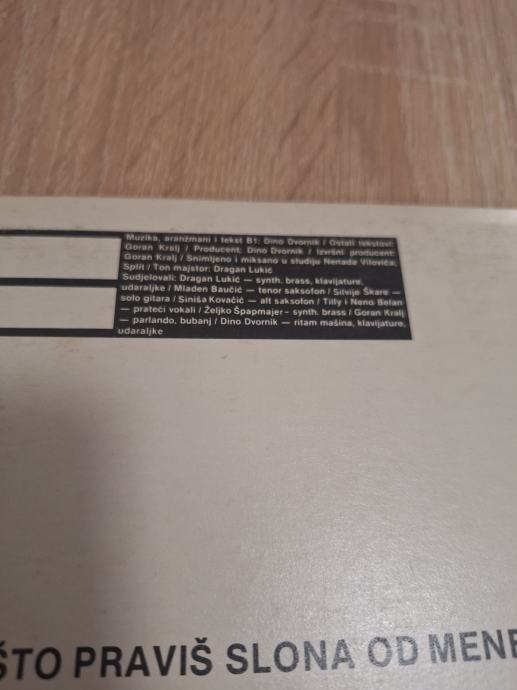 Muzika, aranžmani i tekst B1: Dino Dvornik / Ostali tekstovi:
Goran Kralj / Producent: Dino Dvornik / Izvršni producent:
Goran Kralj / Snimljeno i miksano u studiju Nenada Vilovića,
Split / Ton majstor: Dragan Lukić
Sudjelovali: Dragan Lukić — synth. brass, klavijature,
udaraljke / Mladen Baučić — tenor saksofon / Silvije Škare —
solo gitara / Siniša Kovačić — alt saksofon / Tilly i Neno Belan
— prateći vokali / Željko Špapmajer - synth. brass / Goran Kralj
— parlando, bubanj / Dino Dvornik — ritam mašina, klavijature,
udaraljke
ŠTO PRAVIŠ SLONA OD MENE